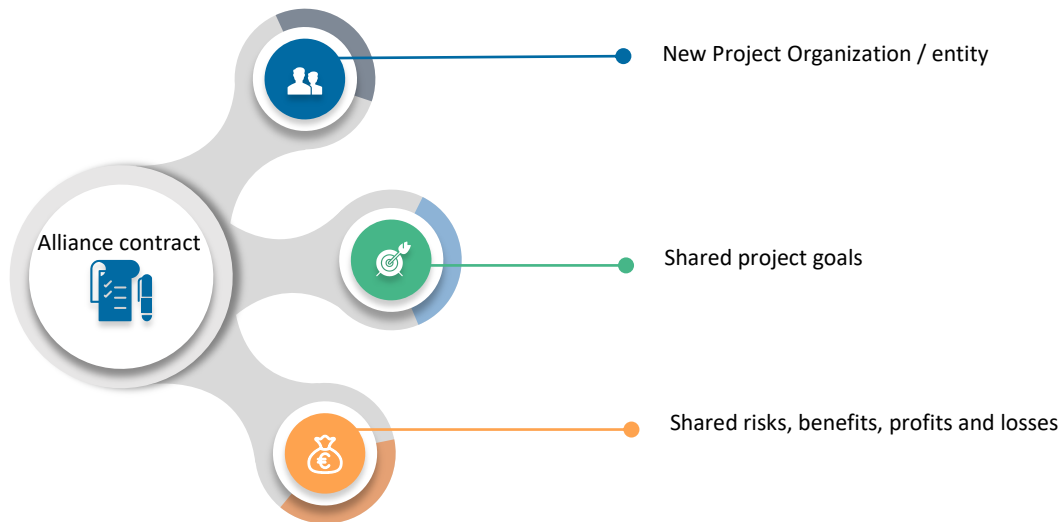 New Project Organization / entity
Alliance contract
Shared project goals
Shared risks, benefits, profits and losses
€